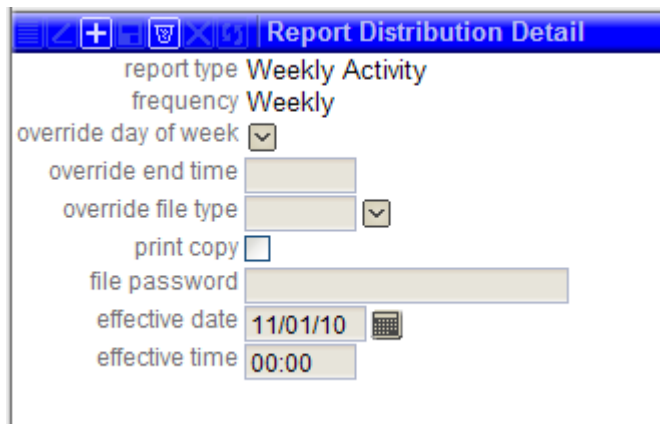 Report Distribution Detail
report type Weekly Activity
frequency Weekly
override day of week
override end time
override file type
print copy
file password
effective date 11/01/10
effective time 00:00